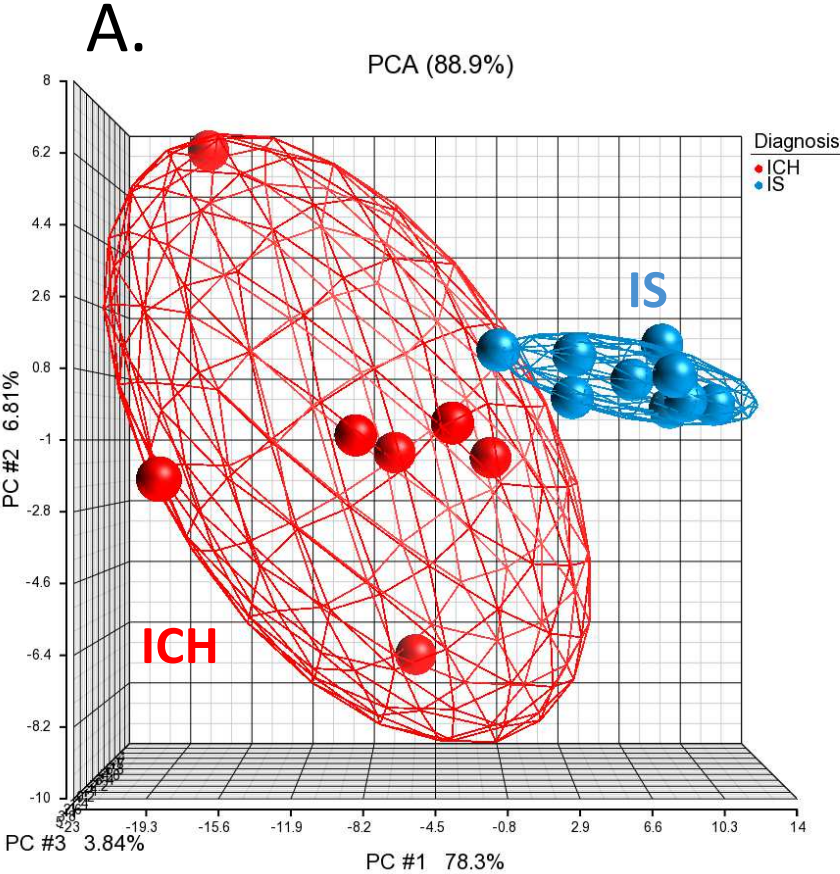 A.
PCA (88.9%)
Diagnosis
ICH
IS
8
6.2
4.4
2.6
0.8
-1
-2.8
-4.6
-6.4
-8.2
-10
PC #2 6.81%
IS
ICH
-23 -19.3 -15.6 -11.9 -8.2 -4.5 -0.8 2.9 6.6 10.3 14
PC #3 3.84%
PC #1 78.3%